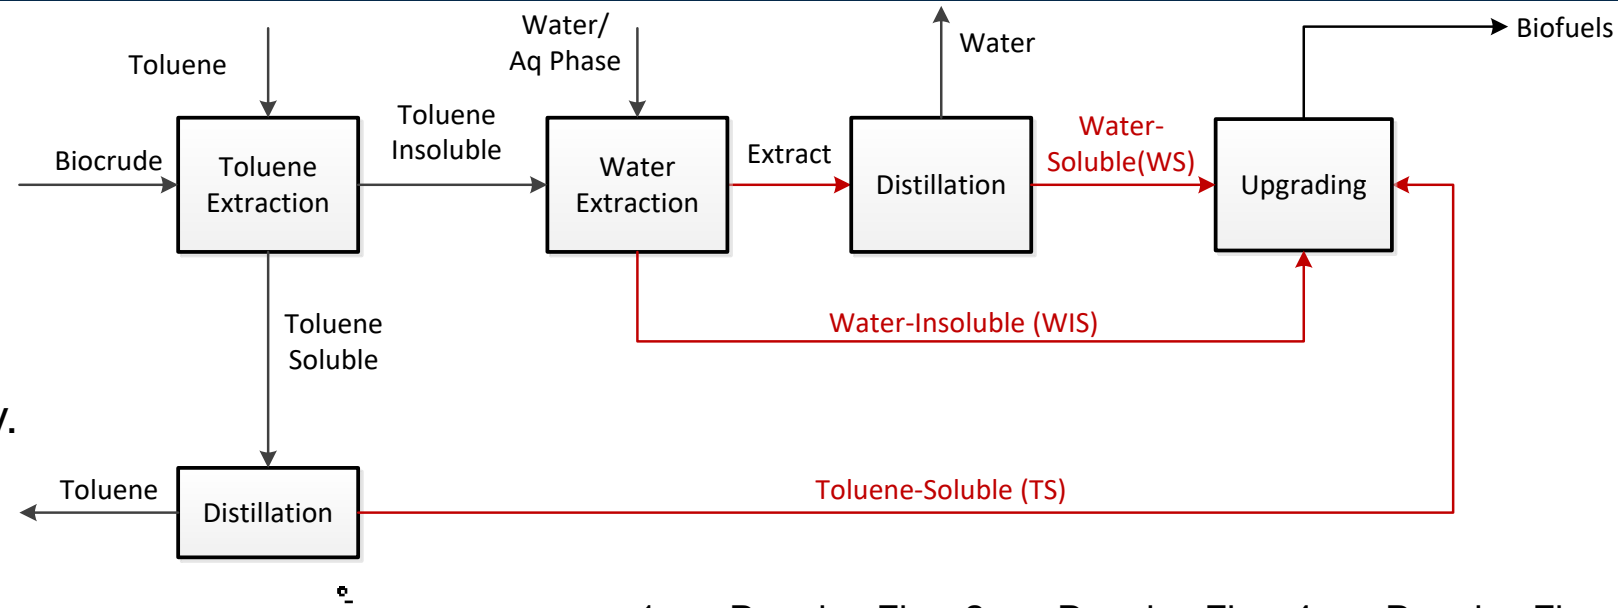 Water/
Aq Phase
Water
Biofuels
Toluene
Biocrude
Toluene
Extraction
Toluene
Insoluble
Water
Extraction
Extract
Distillation
Water-
Soluble(WS)
Upgrading
Toluene
Soluble
Water-Insoluble (WIS)
Toluene
Distillation
Toluene-Soluble (TS)